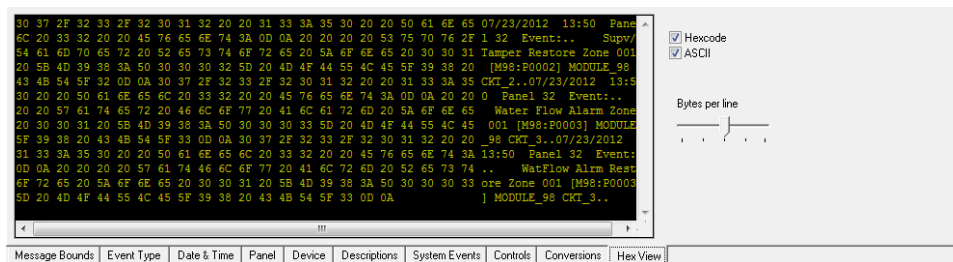 30 37 2F 32 33 2F 32 30 31 32 20 20 31 33 3A 35 30 20 20 50 61 6E 65 07/23/2012  13:50  Pane
6C 20 33 32 20 20 45 76 65 6E 74 3A 0D 0A 20 20 20 20 53 75 70 76 2F l 32  Event:..    Supv/
54 61 6D 70 65 72 20 52 65 73 74 6F 72 65 20 5A 6F 6E 65 20 30 30 31 Tamper Restore Zone 001
20 5B 4D 39 38 3A 50 30 30 30 32 5D 20 4D 4F 44 55 4C 45 5F 39 38 20 [M98:P0002] MODULE_98
43 4B 54 5F 32 0D 0A 30 37 2F 32 33 2F 32 30 31 32 20 20 31 33 3A 35 CKT_2..07/23/2012  13:5
30 20 20 50 61 6E 65 6C 20 33 32 20 20 45 76 65 6E 74 3A 0D 0A 20 20 0  Panel 32  Event:..
20 20 57 61 74 65 72 20 46 6C 6F 77 20 41 6C 61 72 6D 20 5A 6F 6E 65   Water Flow Alarm Zone
20 30 30 31 20 5B 4D 39 38 3A 50 30 30 30 33 5D 20 4D 4F 44 55 4C 45  001 [M98:P0003] MODULE
5F 39 38 20 43 4B 54 5F 33 0D 0A 30 37 2F 32 33 2F 32 30 31 32 20 20 _98 CKT_3..07/23/2012
31 33 3A 35 30 20 20 50 61 6E 65 6C 20 33 32 20 20 45 76 65 6E 74 3A 13:50  Panel 32  Event:
0D 0A 20 20 20 20 57 61 74 46 6C 6F 77 20 41 6C 72 6D 20 52 65 73 74 ..    WatFlow Alrm Rest
6F 72 65 20 5A 6F 6E 65 20 30 30 31 20 5B 4D 39 38 3A 50 30 30 30 33 ore Zone 001 [M98:P0003
5D 20 4D 4F 44 55 4C 45 5F 39 38 20 43 4B 54 5F 33 0D 0A ] MODULE_98 CKT_3..
Hexcode
ASCII
Bytes per line
Message Bounds Event Type Date & Time Panel Device Descriptions System Events Controls Conversions Hex View